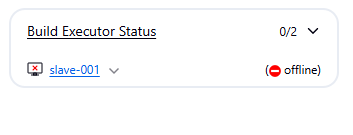 Build Executor Status 0/2
slave-001 (offline)